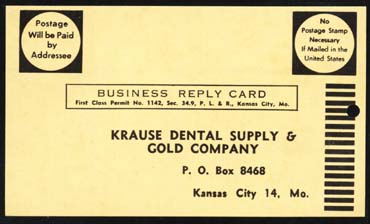 Postage
Will be Paid
by
Addressee
No
Postage Stamp
Necessary
If Mailed in the
United States
BUSINESS REPLY CARD
First Class Permit No. 1142, Sec. 34.9, P. L. & R., Kansas City, Mo.
KRAUSE DENTAL SUPPLY &
GOLD COMPANY
P. O. Box 8468
Kansas City 14, Mo.